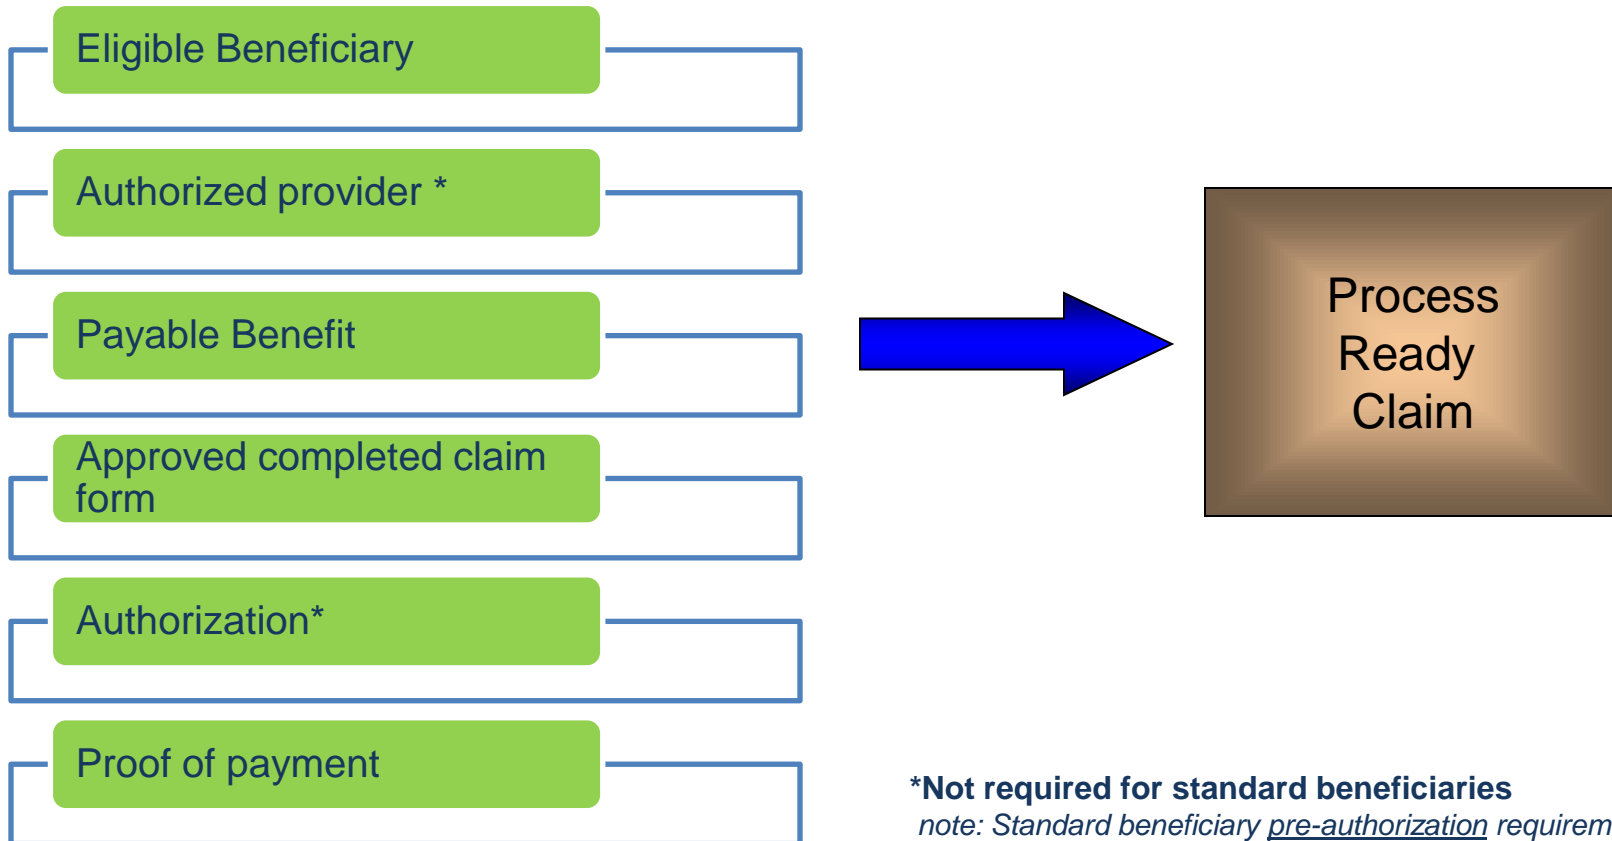 Eligible Beneficiary
Authorized provider *
Payable Benefit
Approved completed claim
form
Authorization*
Proof of payment
Process
Ready
Claim
*Not required for standard beneficiaries
note: Standard beneficiary pre-authorization